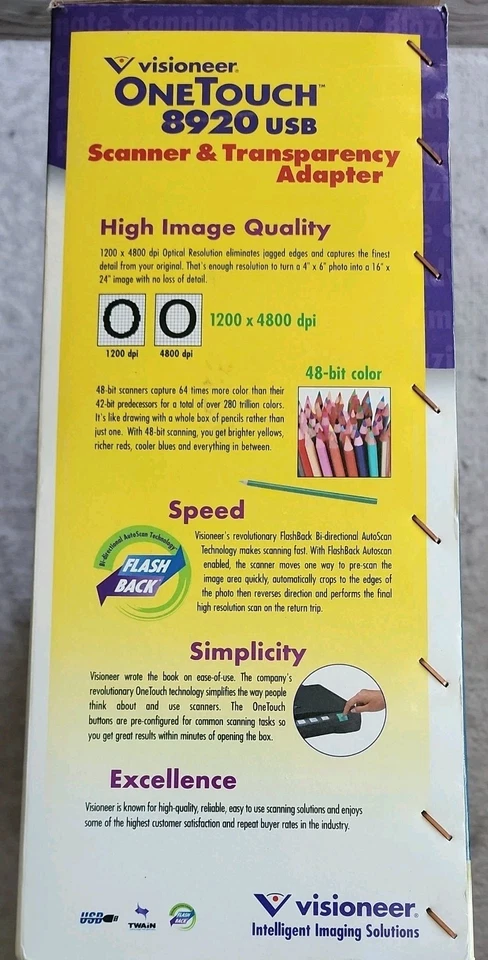 ate Scanning Solution
visioneer®
ONETOUCH™
8920 USB
Scanner & Transparency
Adapter
High Image Quality
1200 x 4800 dpi Optical Resolution eliminates jagged edges and captures the finest
detail from your original. That's enough resolution to turn a 4" x 6" photo into a 16" x
24" image with no loss of detail.
1200 x 4800 dpi
1200 dpi
4800 dpi
48-bit color
48-bit scanners capture 64 times more color than their
42-bit predecessors for a total of over 280 trillion colors.
It's like drawing with a whole box of pencils rather than
just one. With 48-bit scanning, you get brighter yellows,
richer reds, cooler blues and everything in between.
Speed
Bi-directional AutoScan Technology™
FLASH
BACK™
Visioneer's revolutionary FlashBack Bi-directional AutoScan
Technology makes scanning fast. With FlashBack Autoscan
enabled, the scanner moves one way to pre-scan the
image area quickly, automatically crops to the edges of
the photo then reverses direction and performs the final
high resolution scan on the return trip.
Simplicity
Visioneer wrote the book on ease-of-use. The company's
revolutionary OneTouch technology simplifies the way people
think about and use scanners. The OneTouch
buttons are pre-configured for common scanning tasks so
you get great results within minutes of opening the box.
Excellence
Visioneer is known for high-quality, reliable, easy to use scanning solutions and enjoys
some of the highest customer satisfaction and repeat buyer rates in the industry.
USB
TWAIN
FLASH
BACK
visioneer®
Intelligent Imaging Solutions